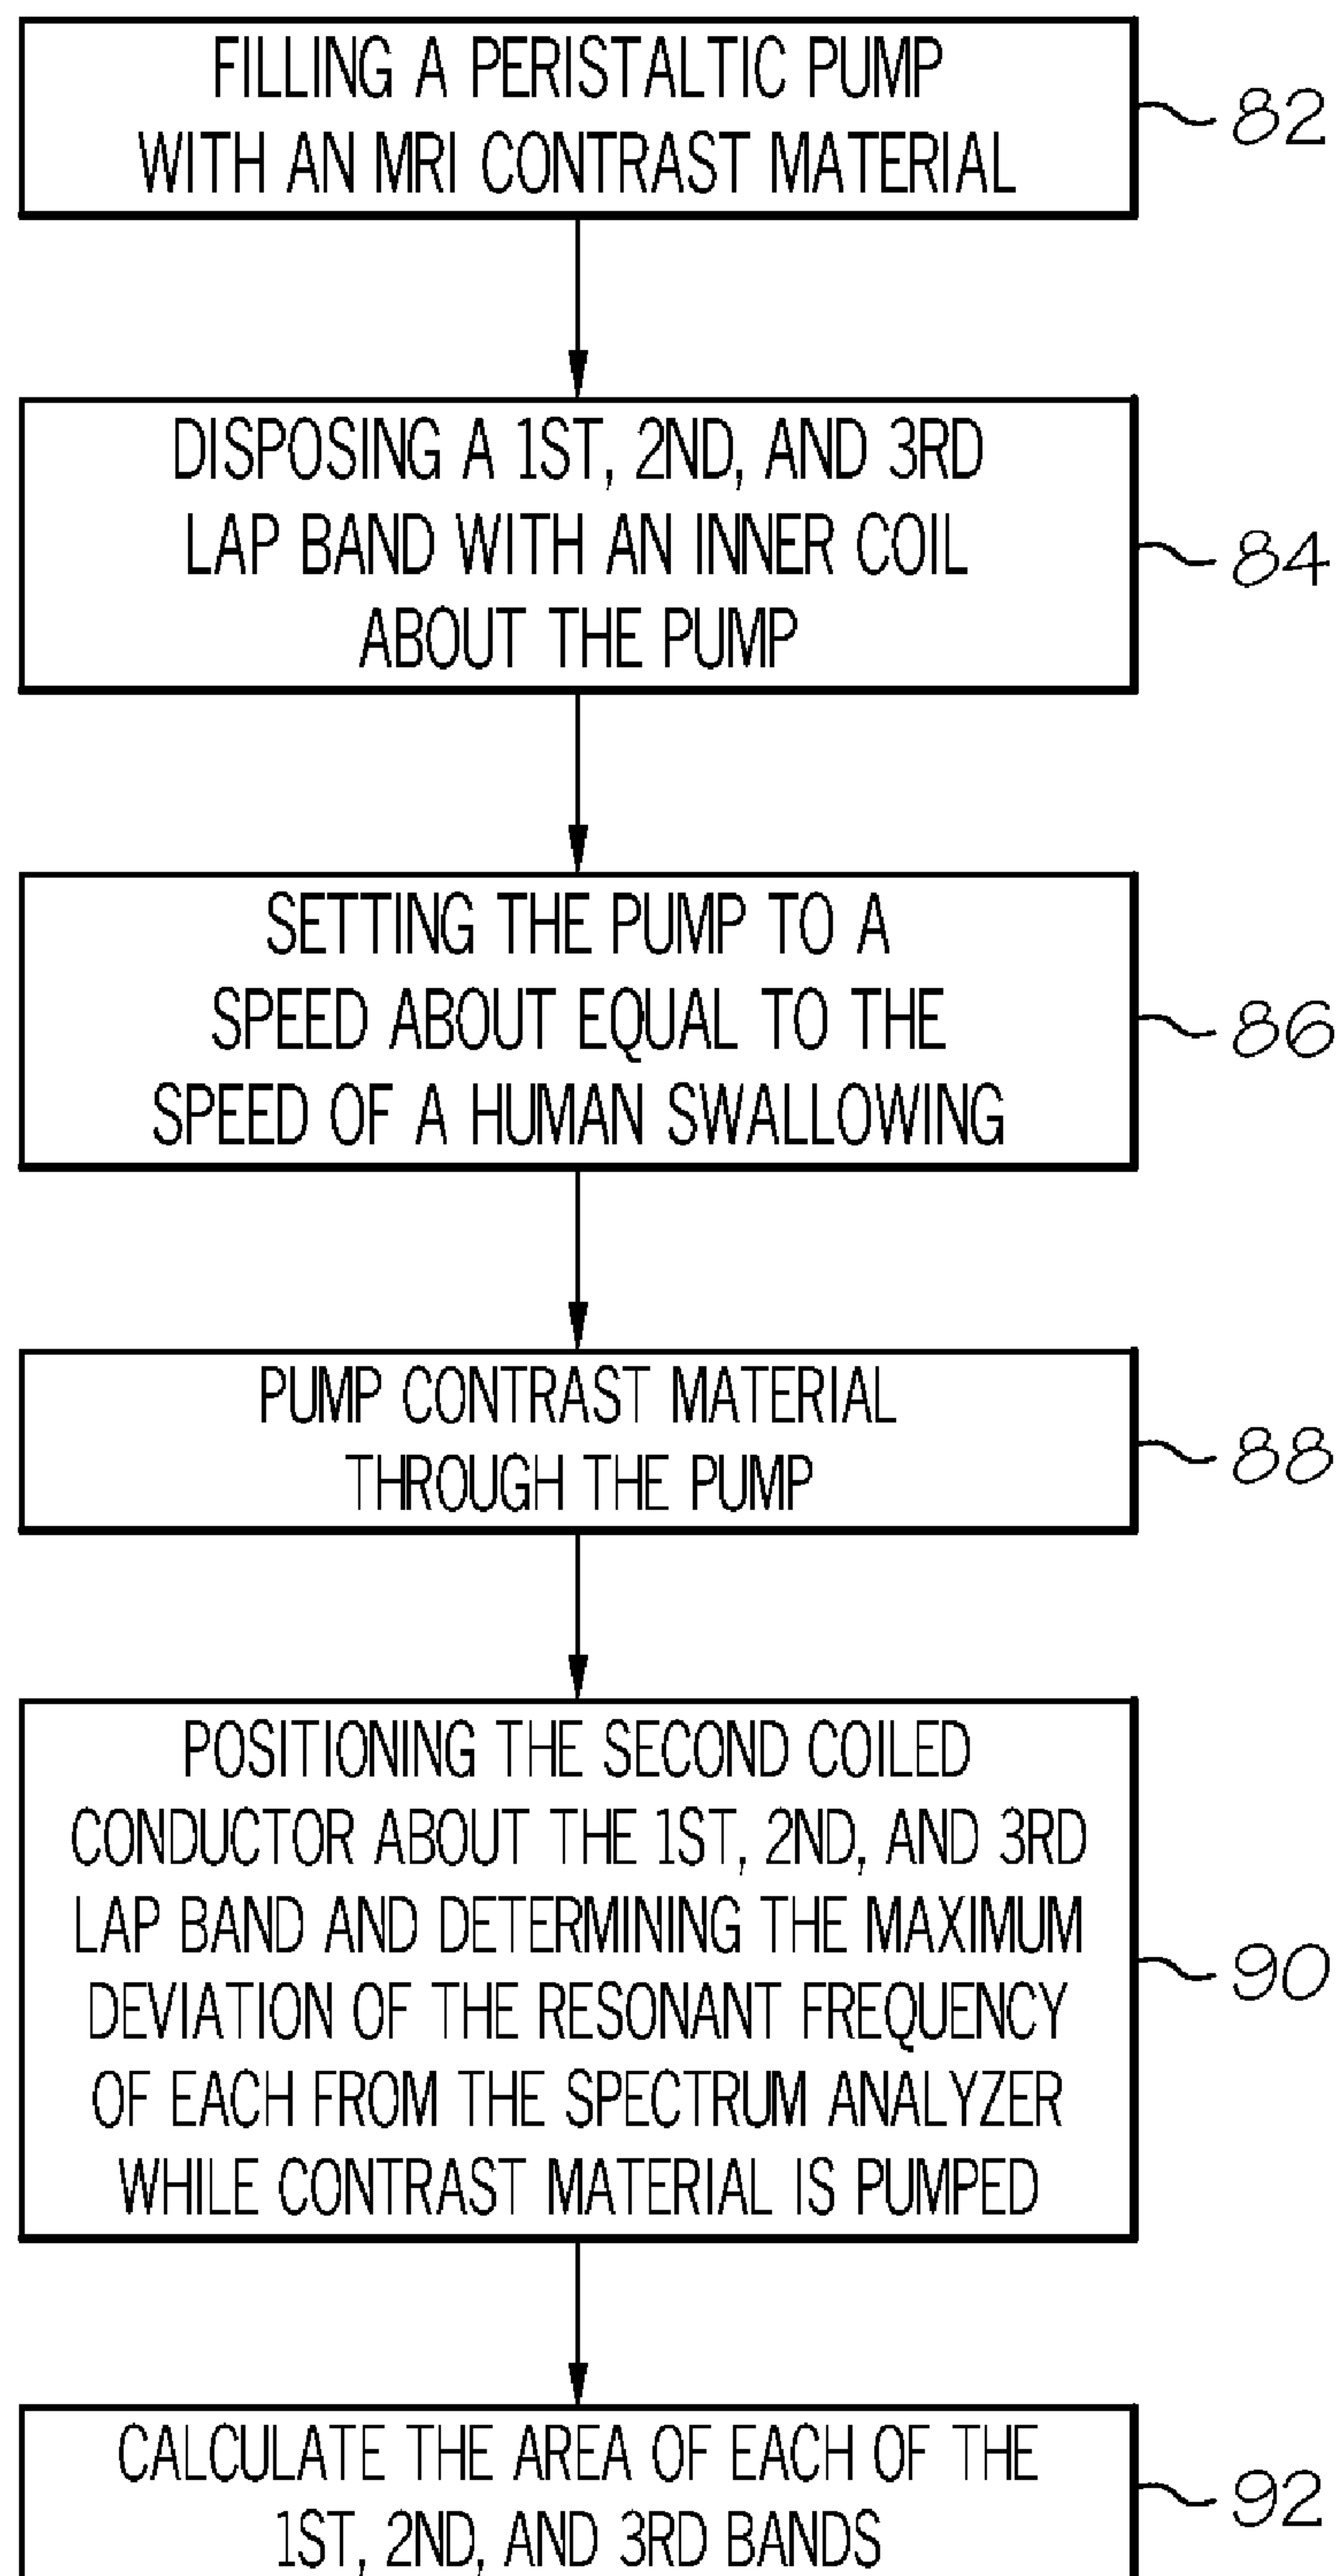 FILLING A PERISTALTIC PUMP
WITH AN MRI CONTRAST MATERIAL
82
DISPOSING A 1ST, 2ND, AND 3RD
LAP BAND WITH AN INNER COIL
ABOUT THE PUMP
84
SETTING THE PUMP TO A
SPEED ABOUT EQUAL TO THE
SPEED OF A HUMAN SWALLOWING
86
PUMP CONTRAST MATERIAL
THROUGH THE PUMP
88
POSITIONING THE SECOND COILED
CONDUCTOR ABOUT THE 1ST, 2ND, AND 3RD
LAP BAND AND DETERMINING THE MAXIMUM
DEVIATION OF THE RESONANT FREQUENCY
OF EACH FROM THE SPECTRUM ANALYZER
WHILE CONTRAST MATERIAL IS PUMPED
90
CALCULATE THE AREA OF EACH OF THE
1ST, 2ND, AND 3RD BANDS
92